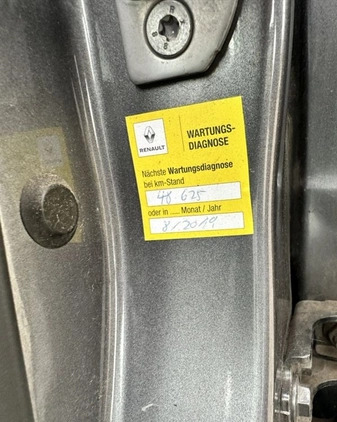 RENAULT
WARTUNGS-
DIAGNOSE
Nächste Wartungsdiagnose
bei km-Stand
48 625
oder in .... Monat / Jahr
8/2019